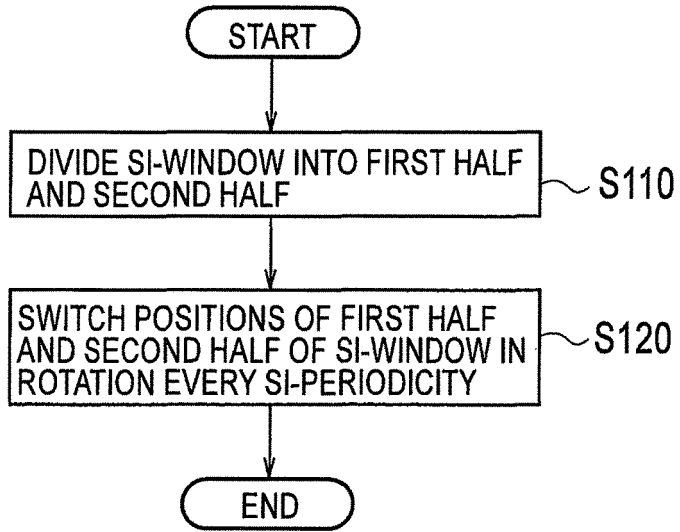 START
DIVIDE SI-WINDOW INTO FIRST HALF
AND SECOND HALF
S110
SWITCH POSITIONS OF FIRST HALF
AND SECOND HALF OF SI-WINDOW IN
ROTATION EVERY SI-PERIODICITY
S120
END